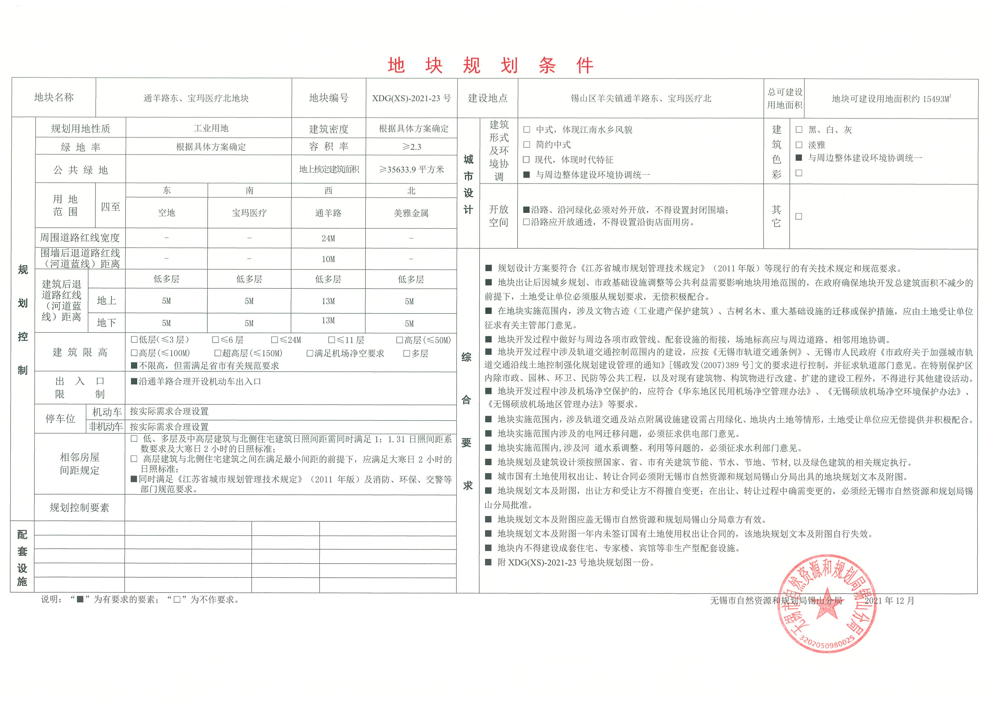 地块规划条件
地块名称 通羊路东、宝玛医疗北地块 地块编号 XDG(XS)-2021-23 号 建设地点 锡山区羊尖镇通羊路东、宝玛医疗北 总可建设用地面积 地块可建设用地面积约 15493M²
规划控制
规划用地性质 工业用地 建筑密度 根据具体方案确定
绿地率 根据具体方案确定 容积率 ≥2.3
公共绿地 地上核定建筑面积 ≥35633.9 平方米
用地范围 四至 东 南 西 北
空地 宝玛医疗 通羊路 美雅金属
周围道路红线宽度 – – 24M –
围墙后退道路红线（河道蓝线）距离 – – 10M –
建筑后退道路红线（河道蓝线）距离 低多层 低多层 低多层 低多层
地上 5M 5M 13M 5M
地下 5M 5M 13M 5M
建筑限高
□低层(≤3 层) □≤6 层 □≤24M □≤11 层 □高层(≤50M)
□高层(≤100M) □超高层(≤150M) □满足机场净空要求 □多层
■不限高，但需满足省市有关规范要求
出入口限制 ■沿通羊路合理开设机动车出入口
停车位 机动车 按实际需求合理设置
非机动车 按实际需求合理设置
相邻房屋间距规定
□ 低、多层及中高层建筑与北侧住宅建筑日照间距需同时满足 1：1.31 日照间距系
数要求及大寒日 2 小时的日照标准；
□ 高层建筑与北侧住宅建筑之间在满足最小间距的前提下，应满足大寒日 2 小时的
日照标准；
■同时满足《江苏省城市规划管理技术规定》（2011 年版）及消防、环保、交警等
部门规范要求。
规划控制要素
配套设施
城市设计
建筑形式及环境协调
□ 中式，体现江南水乡风貌
□ 简约中式
□ 现代，体现时代特征
■ 与周边整体建设环境协调统一
建筑色彩
□ 黑、白、灰
□ 淡雅
■ 与周边整体建设环境协调统一
□
开放空间
■沿路、沿河绿化必须对外开放，不得设置封闭围墙；
□沿路应开放通透，不得设置沿街店面用房。
其它 □
综合要求
■ 规划设计方案要符合《江苏省城市规划管理技术规定》（2011 年版）等现行的有关技术规定和规范要求。
■ 地块出让后因城乡规划、市政基础设施调整等公共利益需要影响地块用地范围的，在政府确保地块开发总建筑面积不减少的
前提下，土地受让单位必须服从规划要求，无偿积极配合。
■ 在地块实施范围内，涉及文物古迹（工业遗产保护建筑）、古树名木、重大基础设施的迁移或保护措施，应由土地受让单位
征求有关主管部门意见。
■ 地块开发过程中做好与周边各项市政管线、配套设施的衔接，场地标高应与周边道路、相邻用地协调。
■ 地块开发过程中涉及轨道交通控制范围内的建设，应按《无锡市轨道交通条例》、无锡市人民政府《市政府关于加强城市轨
道交通沿线土地控制强化规划建设管理的通知》[锡政发(2007)389 号]文的要求进行控制，并征求轨道部门意见。在特别保护区
内除市政、园林、环卫、民防等公共工程，以及对现有建筑物、构筑物进行改建、扩建的建设工程外，不得进行其他建设活动。
■ 地块开发过程中涉及机场净空保护的，应符合《华东地区民用机场净空管理办法》、《无锡硕放机场净空环境保护办法》、
《无锡硕放机场地区管理办法》等要求。
■ 地块实施范围内，涉及轨道交通及站点附属设施建设需占用绿化、地块内土地等情形，土地受让单位应无偿提供并积极配合。
■ 地块实施范围内涉及的电网迁移问题，必须征求供电部门意见。
■ 地块实施范围内,涉及河 道水系调整、利用等问题的，必须征求水利部门意见。
■ 地块规划及建筑设计须按照国家、省、市有关建筑节能、节水、节地、节材,以及绿色建筑的相关规定执行。
■ 城市国有土地使用权出让、转让合同必须附无锡市自然资源和规划局锡山分局出具的地块规划文本及附图。
■ 地块规划文本及附图，出让方和受让方不得擅自变更；在出让、转让过程中确需变更的，必须经无锡市自然资源和规划局锡
山分局批准。
■ 地块规划文本及附图应盖无锡市自然资源和规划局锡山分局章方有效。
■ 地块规划文本及附图一年内未签订国有土地使用权出让合同的，该地块规划文本及附图自行失效。
■ 地块内不得建设成套住宅、专家楼、宾馆等非生产型配套设施。
■ 附 XDG(XS)-2021-23 号地块规划图一份。
说明：“■”为有要求的要素；“□”为不作要求。
无锡市自然资源和规划局锡山分局 2021 年 12 月
无锡市自然资源和规划局锡山分局
3202050980025